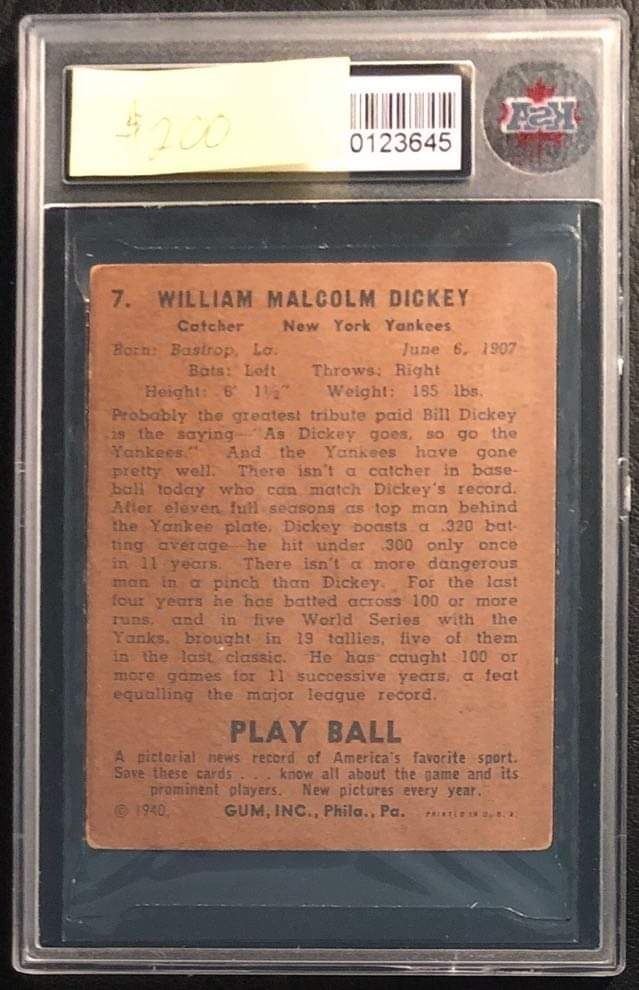 $200
0123645
KSA
7. WILLIAM MALCOLM DICKEY
Catcher New York Yankees
Born: Bastrop, La. June 6, 1907
Bats: Left Throws: Right
Height: 6' 1½" Weight: 185 lbs.
Probably the greatest tribute paid Bill Dickey
is the saying—"As Dickey goes, so go the
Yankees." And the Yankees have gone
pretty well. There isn't a catcher in base-
ball today who can match Dickey's record.
After eleven full seasons as top man behind
the Yankee plate, Dickey boasts a .320 bat-
ting average—he hit under .300 only once
in 11 years. There isn't a more dangerous
man in a pinch than Dickey. For the last
four years he has batted across 100 or more
runs, and in five World Series with the
Yanks, brought in 19 tallies, five of them
in the last classic. He has caught 100 or
more games for 11 successive years, a feat
equalling the major league record.
PLAY BALL
A pictorial news record of America's favorite sport.
Save these cards . . . know all about the game and its
prominent players. New pictures every year.
© 1940, GUM, INC., Phila., Pa. PRINTED IN U. S. A.